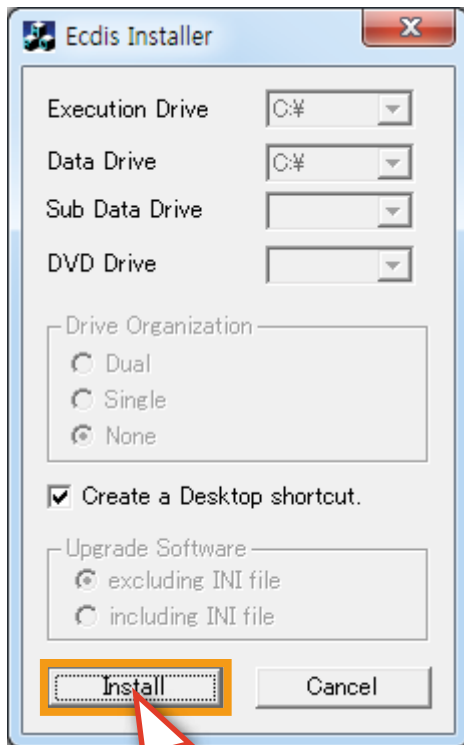 Ecdis Installer
Execution Drive C:¥
Data Drive C:¥
Sub Data Drive
DVD Drive
Drive Organization
Dual
Single
None
Create a Desktop shortcut.
Upgrade Software
excluding INI file
including INI file
Install Cancel